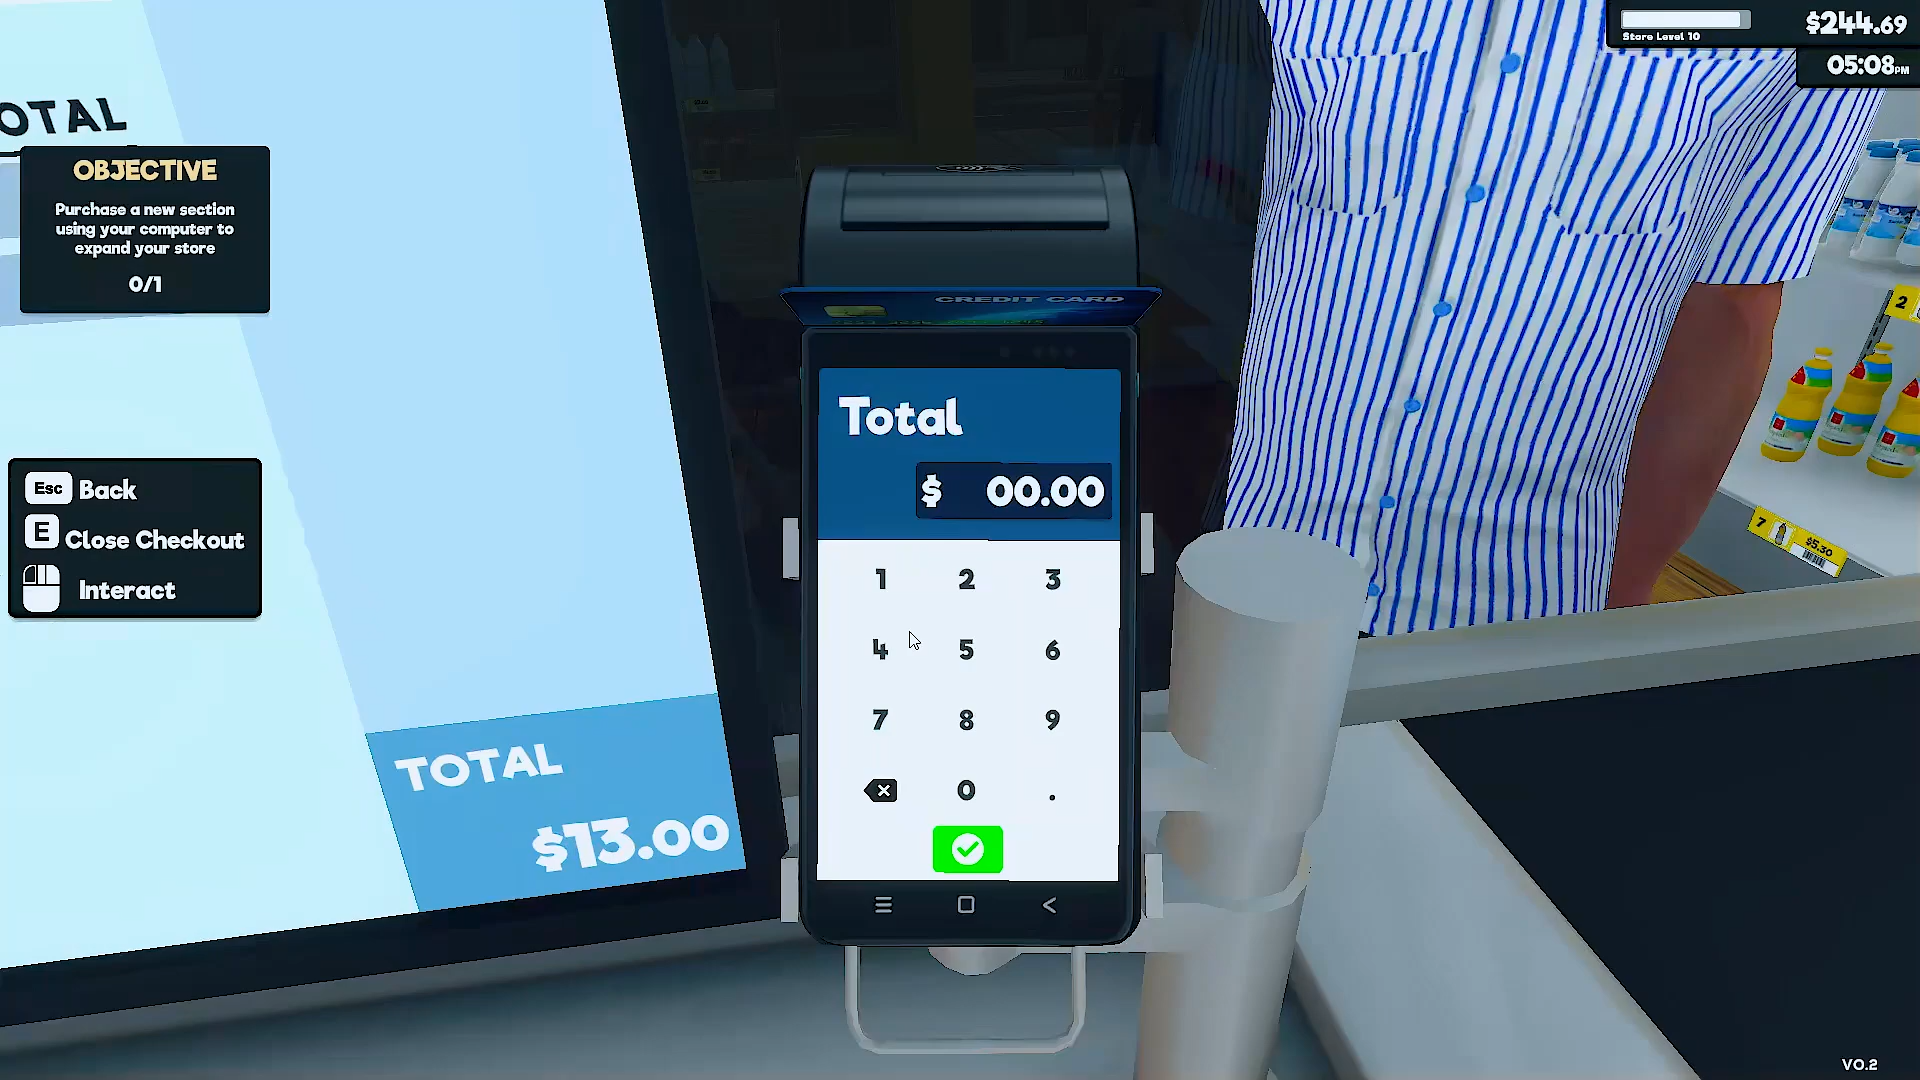 $244.69
Store Level 10
05:08PM
OTAL
OBJECTIVE
Purchase a new section
using your computer to
expand your store
0/1
Esc Back
E Close Checkout
Interact
TOTAL
$13.00
CREDIT CARD
Total
$ 00.00
1 2 3
4 5 6
7 8 9
0 .
2
7 $5.30
V0.2